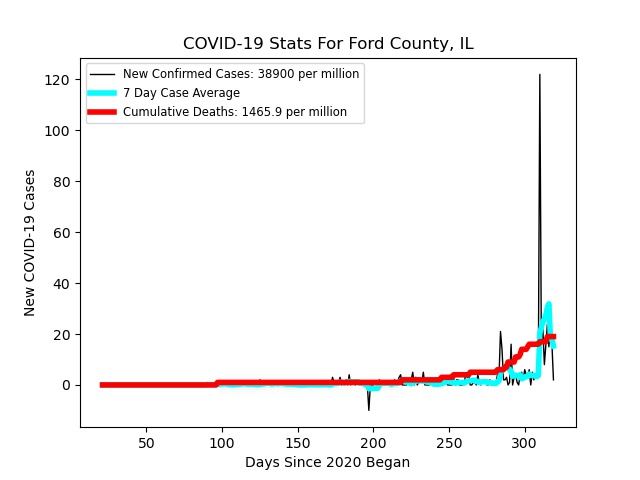 COVID-19 Stats For Ford County, IL
New Confirmed Cases: 38900 per million
7 Day Case Average
Cumulative Deaths: 1465.9 per million
New COVID-19 Cases
120
100
80
60
40
20
0
50 100 150 200 250 300
Days Since 2020 Began